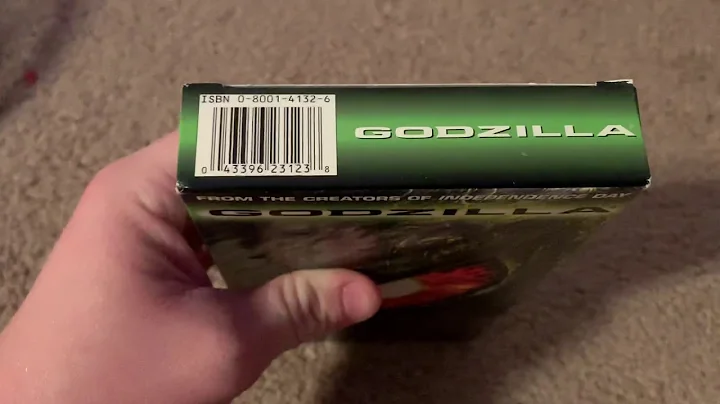 ISBN 0-8001-4132-6
0 43396 23123 8
GODZILLA
FROM THE CREATORS OF INDEPENDENCE DAY
GODZILLA